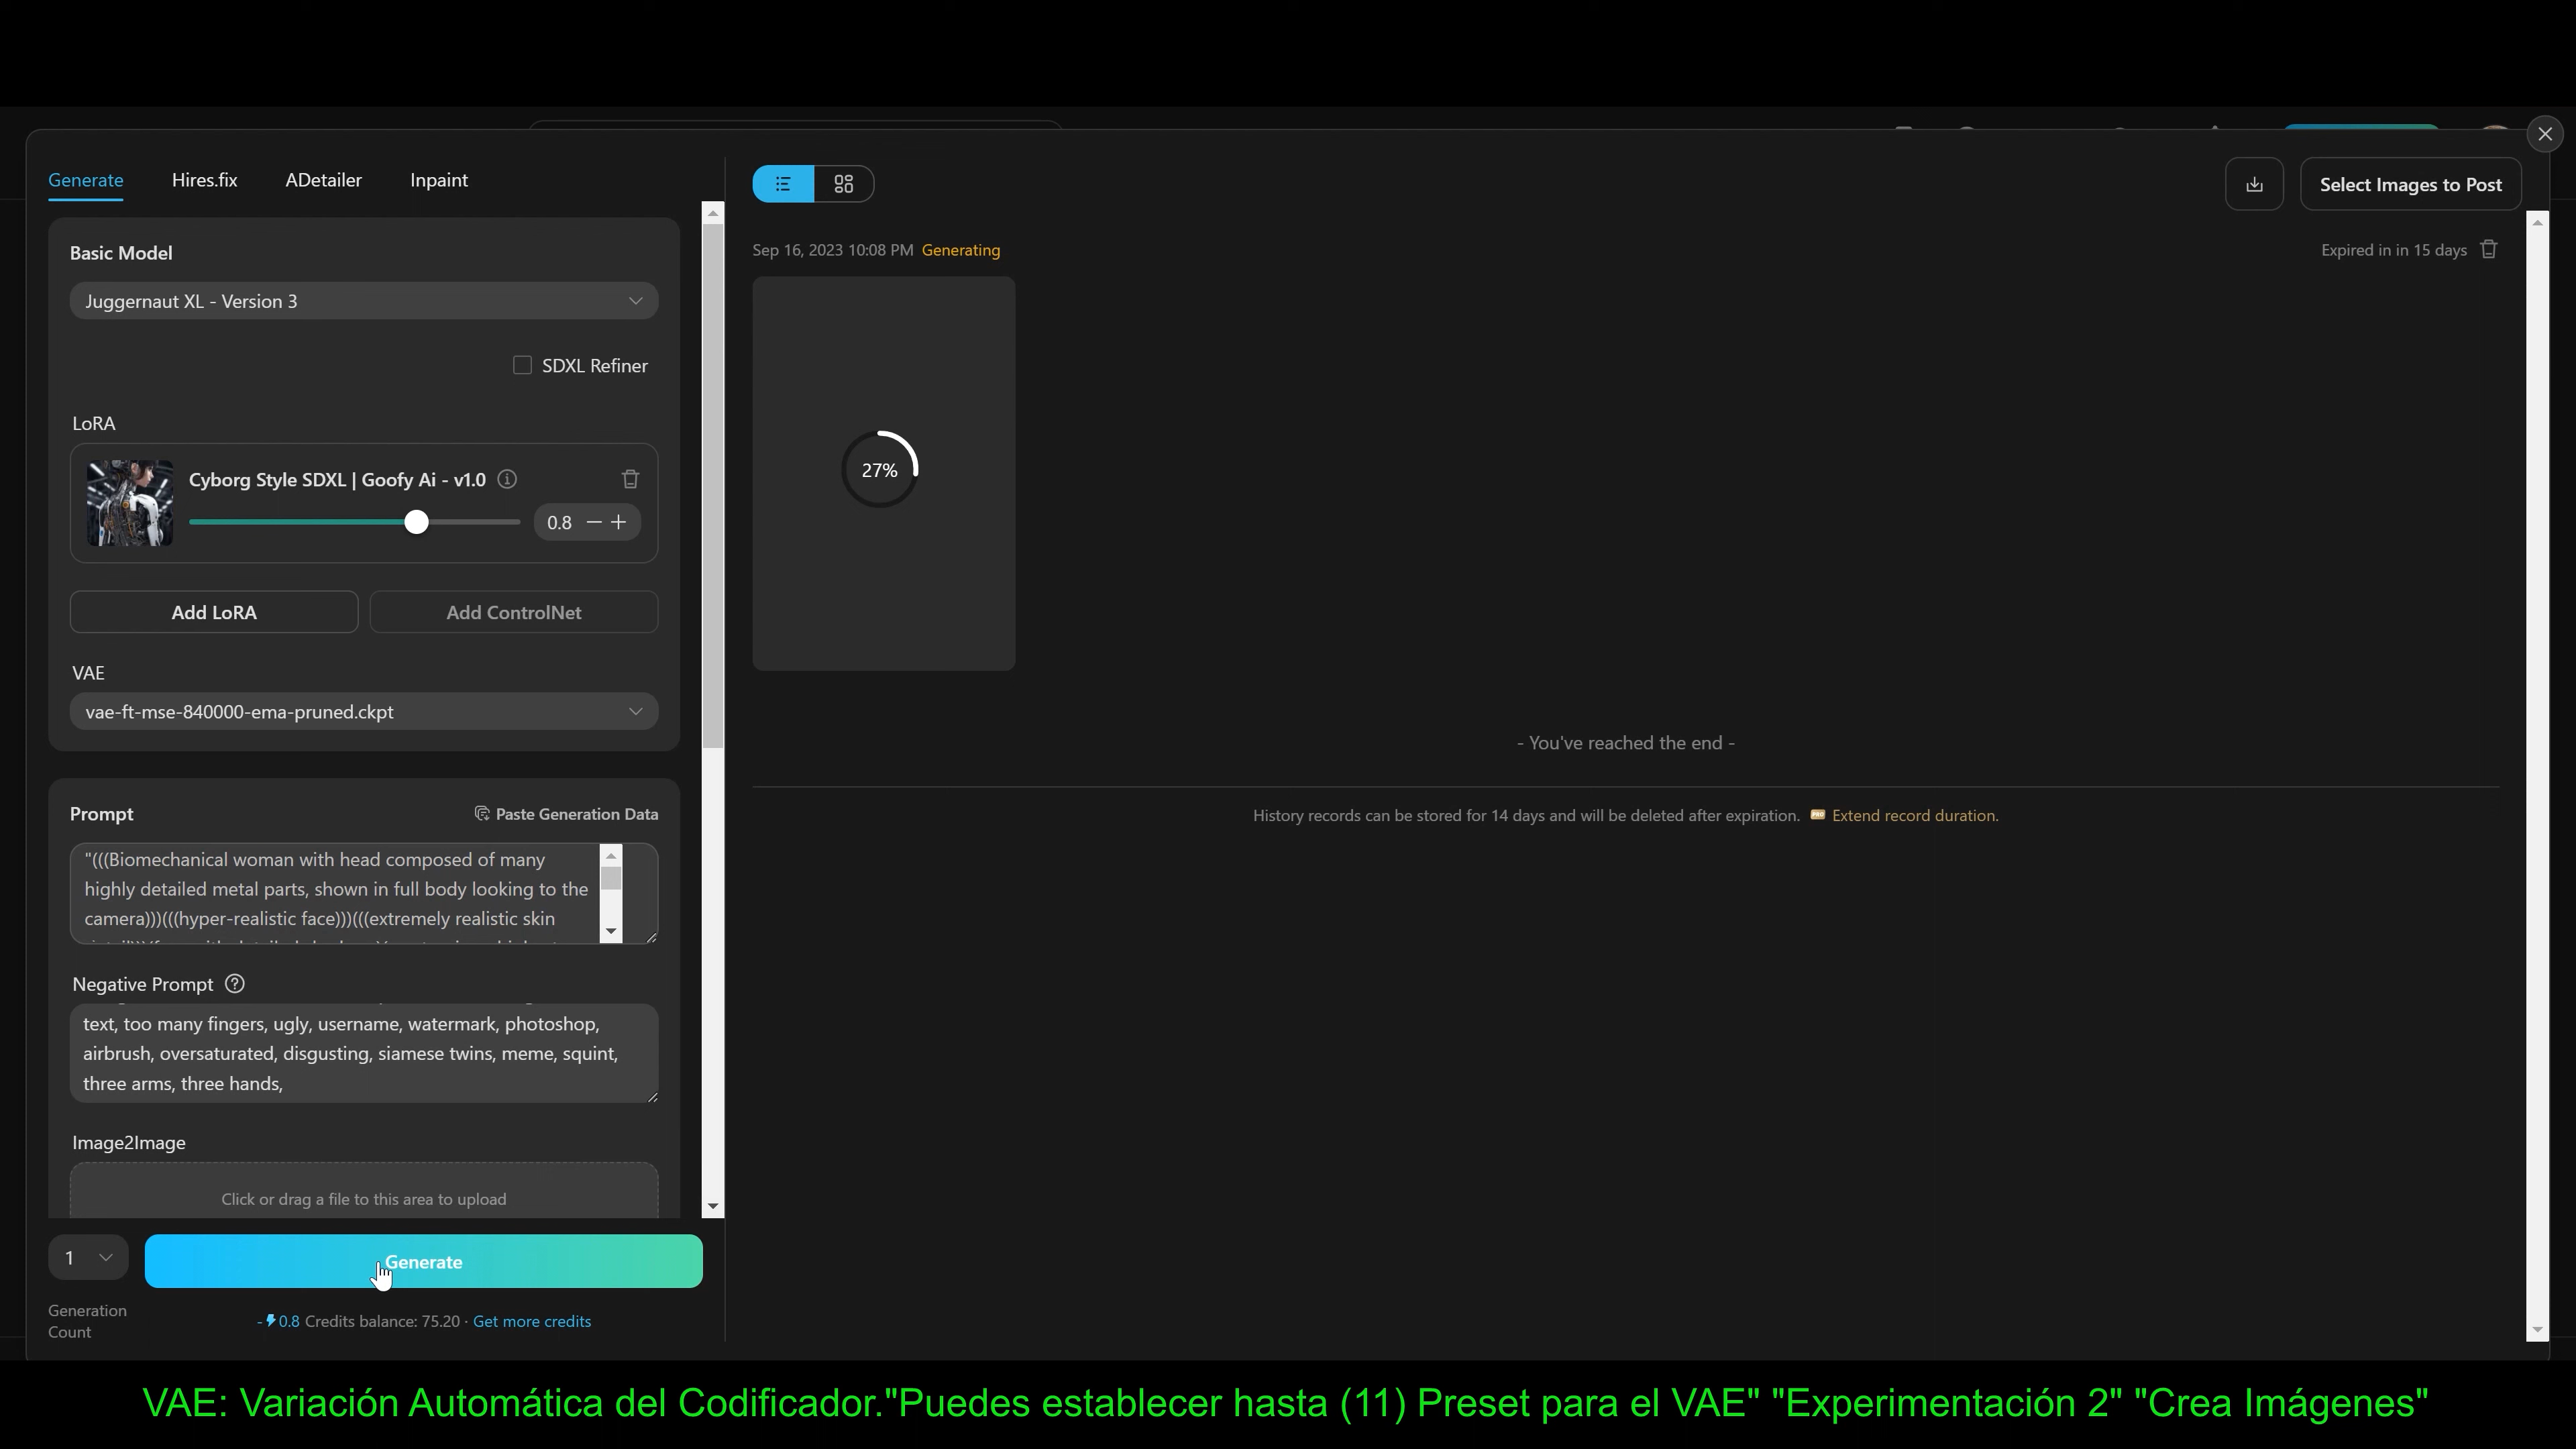 Generate
Hires.fix
ADetailer
Inpaint
Basic Model
Juggernaut XL - Version 3
SDXL Refiner
LoRA
Cyborg Style SDXL | Goofy Ai - v1.0
0.8
Add LoRA
Add ControlNet
VAE
vae-ft-mse-840000-ema-pruned.ckpt
Prompt
Paste Generation Data
"(((Biomechanical woman with head composed of many
highly detailed metal parts, shown in full body looking to the
camera)))(((hyper-realistic face)))(((extremely realistic skin
Negative Prompt
text, too many fingers, ugly, username, watermark, photoshop,
airbrush, oversaturated, disgusting, siamese twins, meme, squint,
three arms, three hands,
Image2Image
Click or drag a file to this area to upload
1
Generate
Generation
Count
-0.8 Credits balance: 75.20 · Get more credits
Select Images to Post
Sep 16, 2023 10:08 PM Generating
Expired in in 15 days
27%
- You've reached the end -
History records can be stored for 14 days and will be deleted after expiration. PRO Extend record duration.
VAE: Variación Automática del Codificador."Puedes establecer hasta (11) Preset para el VAE" "Experimentación 2" "Crea Imágenes"